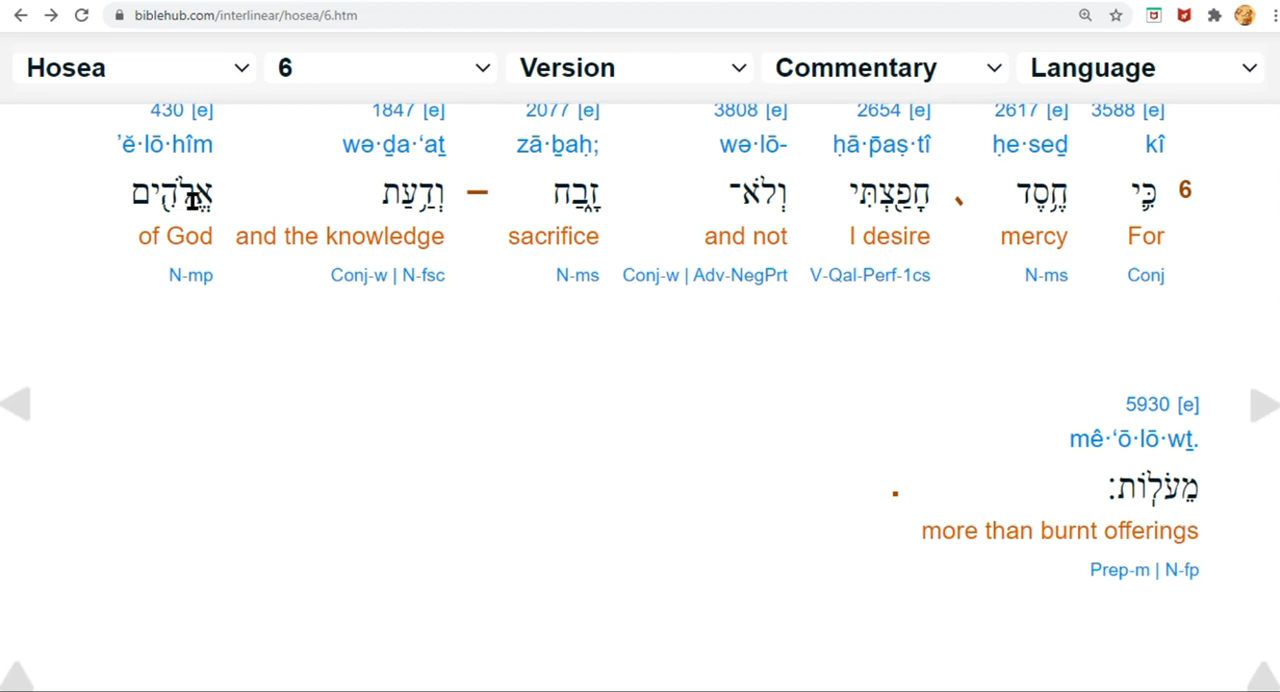 biblehub.com/interlinear/hosea/6.htm
Hosea 6 Version Commentary Language
430 [e] 1847 [e] 2077 [e] 3808 [e] 2654 [e] 2617 [e] 3588 [e]
’ĕ·lō·hîm wə·ḏa·‘aṯ zā·ḇaḥ; wə·lō- ḥā·p̄aṣ·tî ḥe·seḏ kî
6 כִּ֛י חֶ֥סֶד 、 חָפַ֖צְתִּי וְלֹא־ זָ֑בַח – וְדַ֥עַת אֱלֹהִ֖ים
of God and the knowledge sacrifice and not I desire mercy For
N-mp Conj-w | N-fsc N-ms Conj-w | Adv-NegPrt V-Qal-Perf-1cs N-ms Conj
5930 [e]
mê·‘ō·lō·wṯ.
מֵעֹלֽוֹת׃ .
more than burnt offerings
Prep-m | N-fp